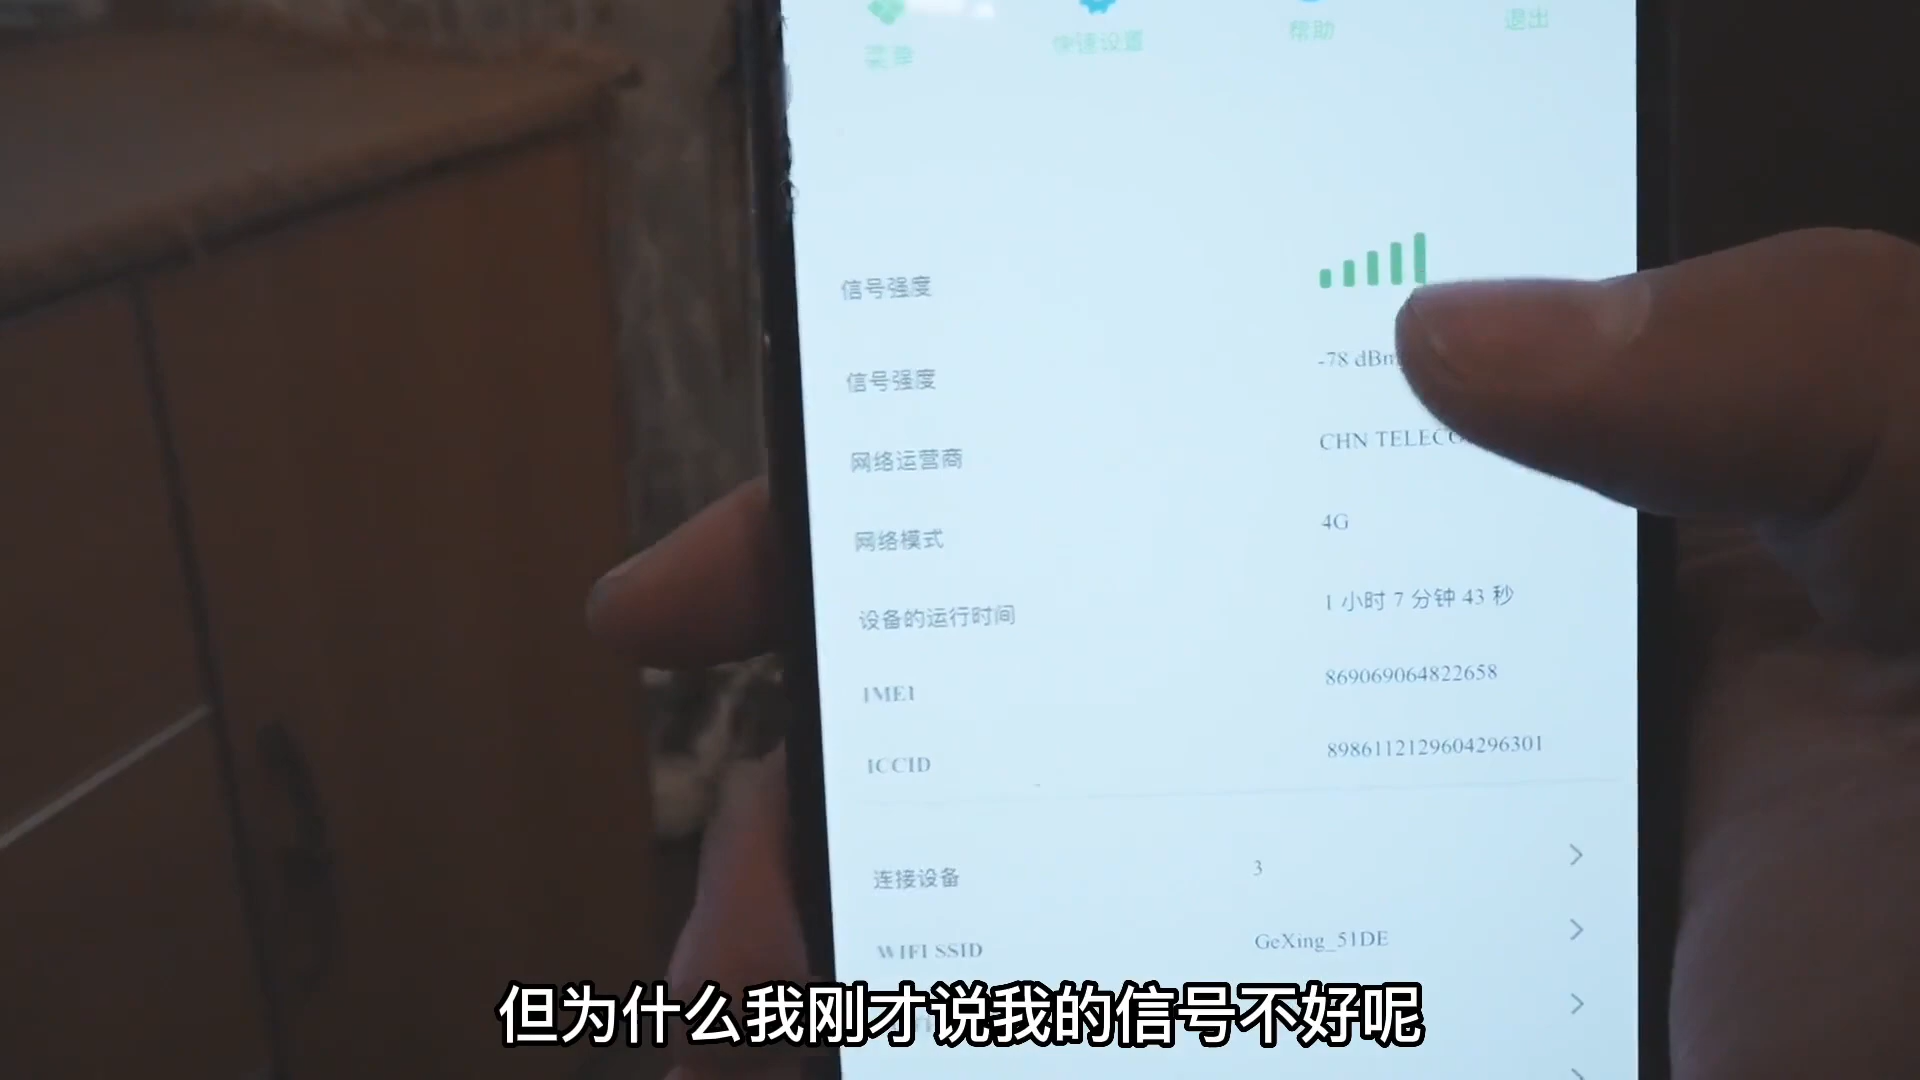 菜单
快速设置
帮助
退出
信号强度
信号强度 -78 dBm
网络运营商 CHN TELECO
网络模式 4G
设备的运行时间 1 小时 7 分钟 43 秒
IMEI 869069064822658
ICCID 8986112129604296301
连接设备 3
WIFI SSID GeXing_51DE
但为什么我刚才说我的信号不好呢